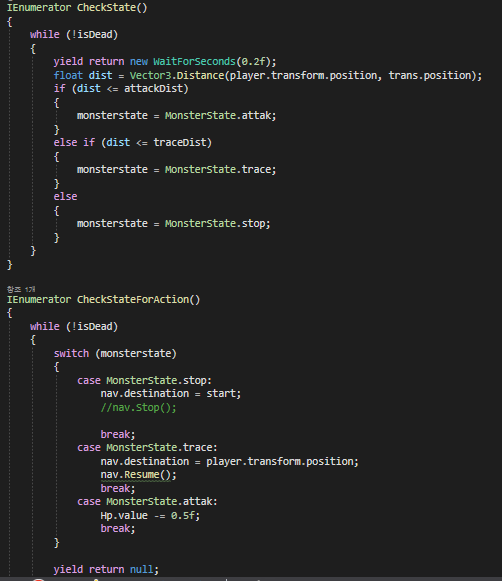 IEnumerator CheckState()
{
    while (!isDead)
    {
        yield return new WaitForSeconds(0.2f);
        float dist = Vector3.Distance(player.transform.position, trans.position);
        if (dist <= attackDist)
        {
            monsterstate = MonsterState.attak;
        }
        else if (dist <= traceDist)
        {
            monsterstate = MonsterState.trace;
        }
        else
        {
            monsterstate = MonsterState.stop;
        }
    }
}
참조 1개
IEnumerator CheckStateForAction()
{
    while (!isDead)
    {
        switch (monsterstate)
        {
            case MonsterState.stop:
                nav.destination = start;
                //nav.Stop();
                break;
            case MonsterState.trace:
                nav.destination = player.transform.position;
                nav.Resume();
                break;
            case MonsterState.attak:
                Hp.value -= 0.5f;
                break;
        }
        yield return null;